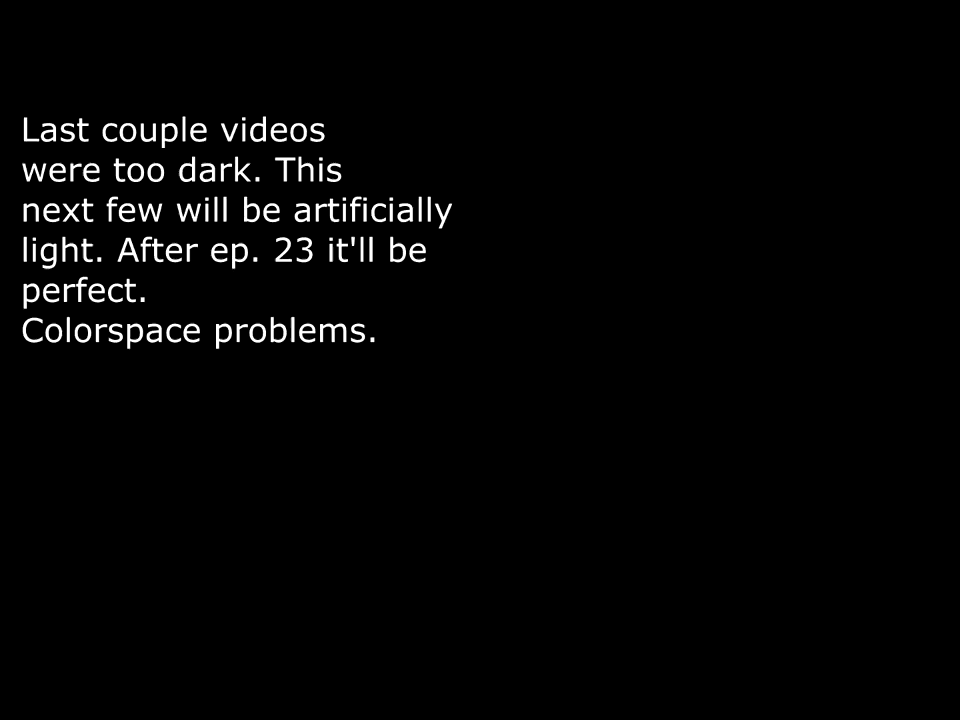 Last couple videos
were too dark. This
next few will be artificially
light. After ep. 23 it'll be
perfect.
Colorspace problems.